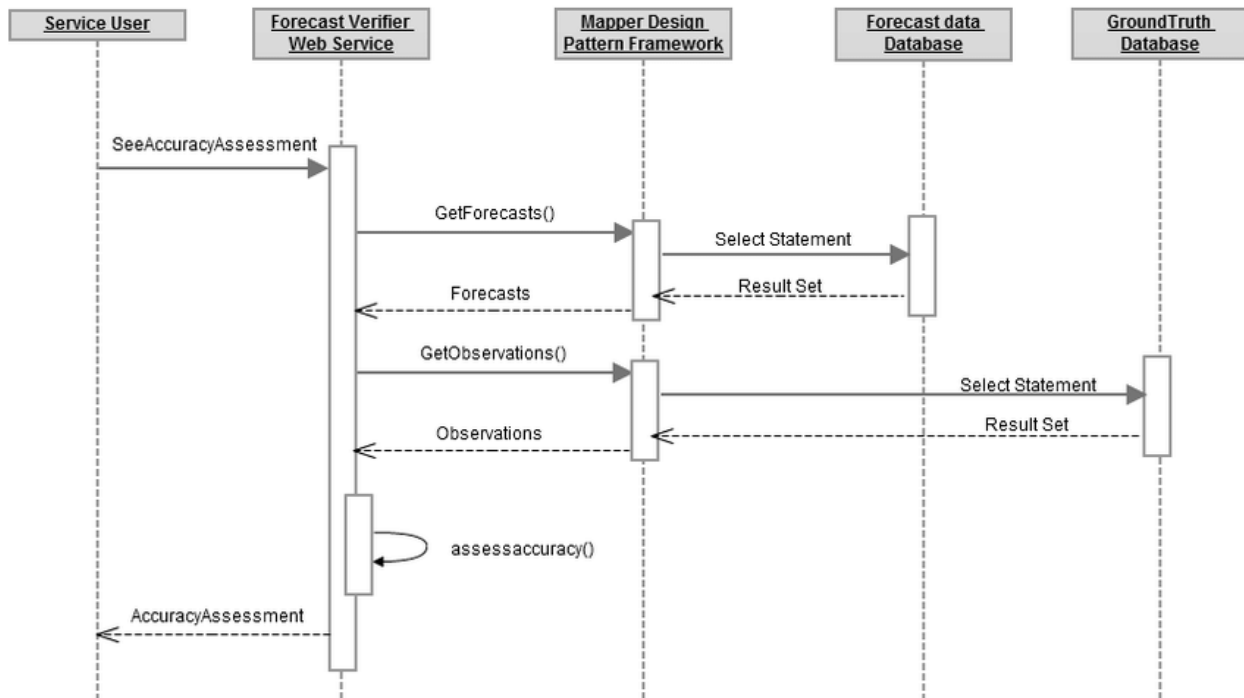 Service User
Forecast Verifier
Web Service
Mapper Design
Pattern Framework
Forecast data
Database
GroundTruth
Database
SeeAccuracyAssessment
GetForecasts()
Select Statement
Result Set
Forecasts
GetObservations()
Select Statement
Result Set
Observations
assessaccuracy()
AccuracyAssessment